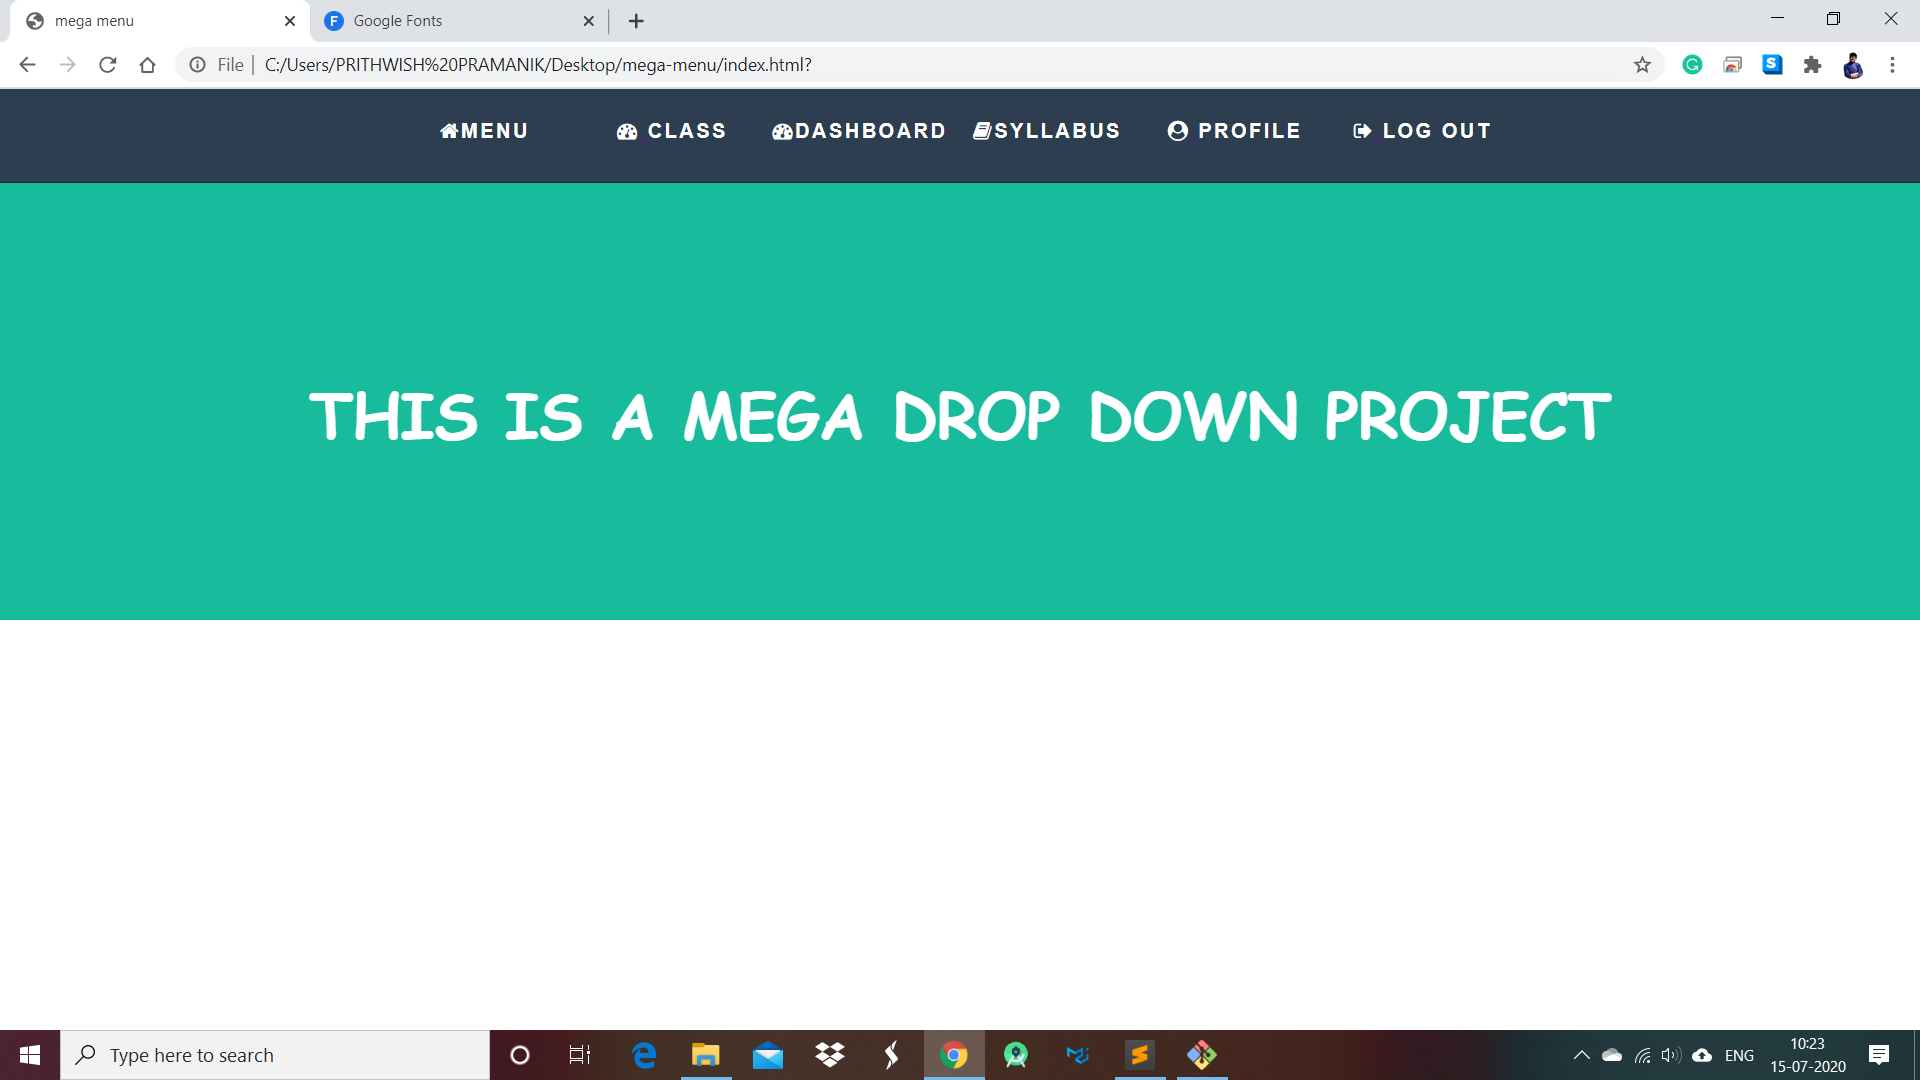 mega menu
Google Fonts
File
C:/Users/PRITHWISH%20PRAMANIK/Desktop/mega-menu/index.html?
MENU CLASS DASHBOARD SYLLABUS PROFILE LOG OUT
THIS IS A MEGA DROP DOWN PROJECT
Type here to search
ENG
10:23
15-07-2020